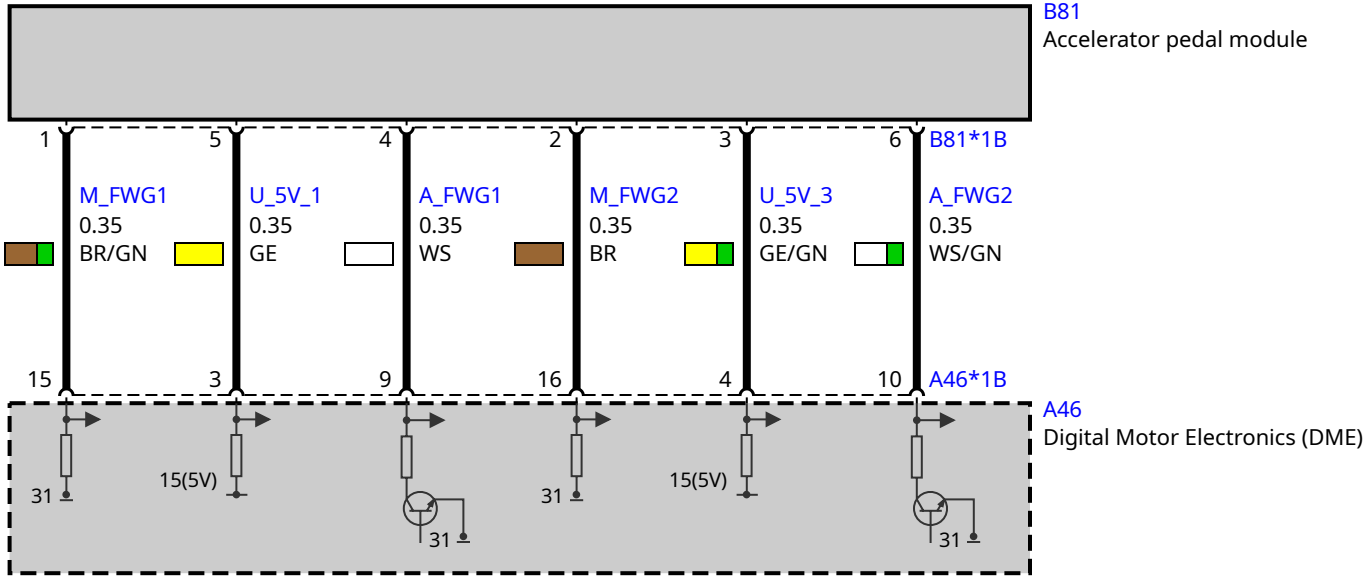 B81
Accelerator pedal module
1 5 4 2 3 6 B81*1B
M_FWG1 U_5V_1 A_FWG1 M_FWG2 U_5V_3 A_FWG2
0.35 0.35 0.35 0.35 0.35 0.35
BR/GN GE WS BR GE/GN WS/GN
15 3 9 16 4 10 A46*1B
A46
Digital Motor Electronics (DME)
31 15(5V) 31 15(5V)
31 31